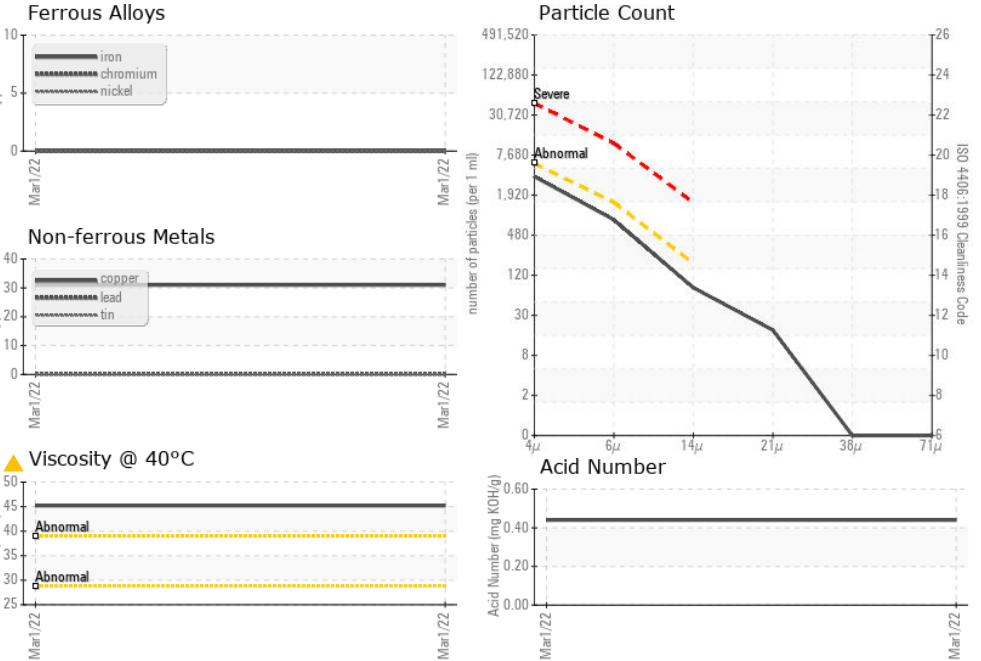 Ferrous Alloys
10
5
0
iron
chromium
nickel
Mar1/22
Mar1/22
Non-ferrous Metals
40
30
20
10
0
copper
lead
tin
Mar1/22
Mar1/22
Viscosity @ 40°C
50
45
40
35
30
25
Abnormal
Abnormal
Mar1/22
Mar1/22
Particle Count
number of particles (per 1 ml)
491,520
122,880
30,720
7,680
1,920
480
120
30
8
2
0
Severe
Abnormal
4µ
6µ
14µ
21µ
38µ
71µ
26
24
22
20
18
16
14
12
10
8
6
ISO 4406:1999 Cleanliness Code
Acid Number
Acid Number (mg KOH/g)
0.60
0.40
0.20
0.00
Mar1/22
Mar1/22